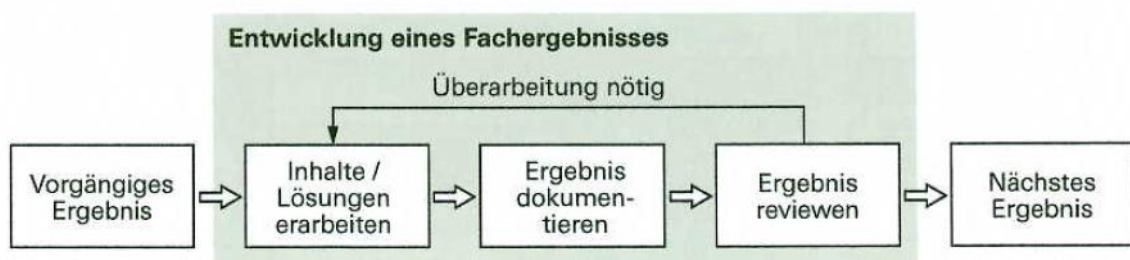 Entwicklung eines Fachergebnisses
Überarbeitung nötig
Vorgängiges
Ergebnis
Inhalte /
Lösungen
erarbeiten
Ergebnis
dokumen-
tieren
Ergebnis
reviewen
Nächstes
Ergebnis